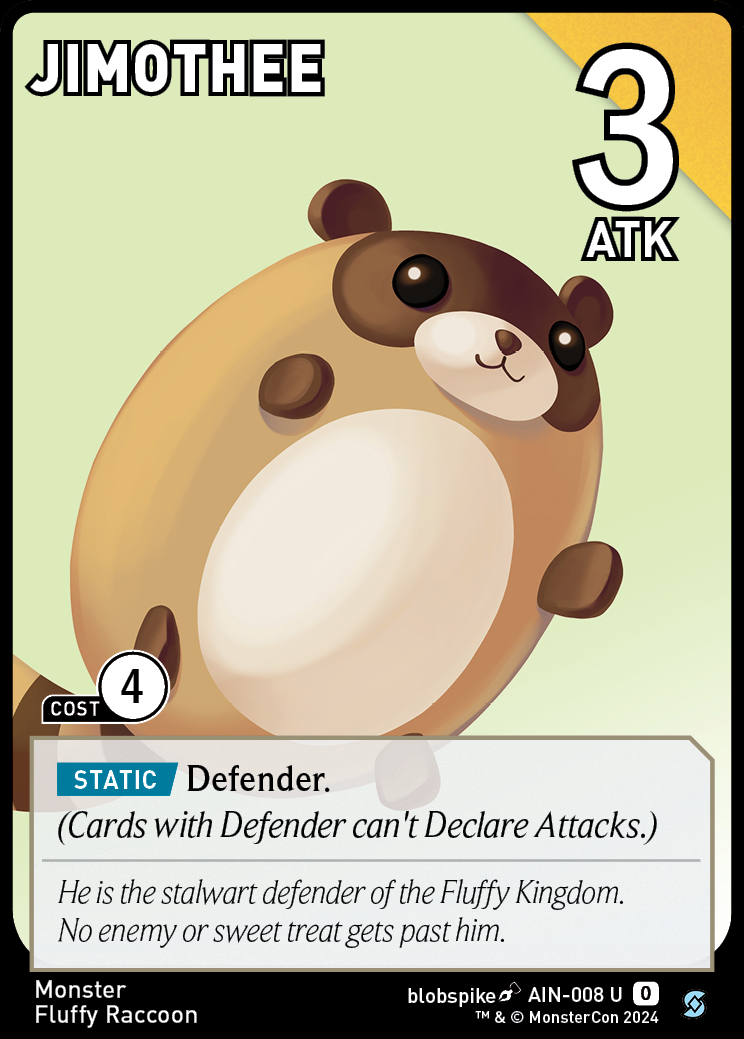 JIMOTHEE
3
ATK
COST 4
STATIC Defender.
(Cards with Defender can't Declare Attacks.)
He is the stalwart defender of the Fluffy Kingdom.
No enemy or sweet treat gets past him.
Monster
Fluffy Raccoon
blobspike AIN-008 U 0
™ & © MonsterCon 2024